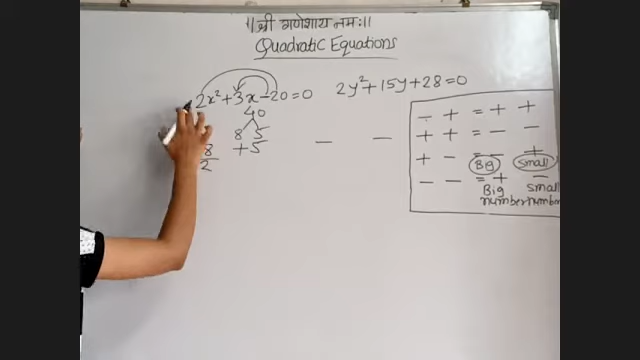 ॥ श्री गणेशाय नमः ॥
Quadratic Equations
2x² + 3x - 20 = 0
2y² + 15y + 28 = 0
40
8 5
8 + 5
2
— —
- + = + +
+ + = - -
+ - = - +
Big Small
- - = + -
Big small
number number